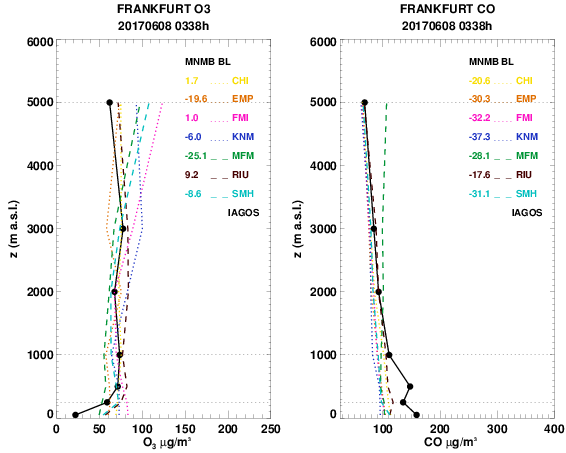 FRANKFURT O3
20170608 0338h
z (m a.s.l.)
6000
5000
4000
3000
2000
1000
0
0 50 100 150 200 250
O₃ µg/m³
MNMB BL
1.7 ...... CHI
-19.6 ...... EMP
1.0 ...... FMI
-6.0 ...... KNM
-25.1 _ _ MFM
9.2 _ _ RIU
-8.6 _ _ SMH
IAGOS
FRANKFURT CO
20170608 0338h
z (m a.s.l.)
6000
5000
4000
3000
2000
1000
0
0 200 400
CO µg/m³
MNMB BL
-20.6 ...... CHI
-30.3 ...... EMP
-32.2 ...... FMI
-37.3 ...... KNM
-28.1 _ _ MFM
-17.6 _ _ RIU
-31.1 _ _ SMH
IAGOS